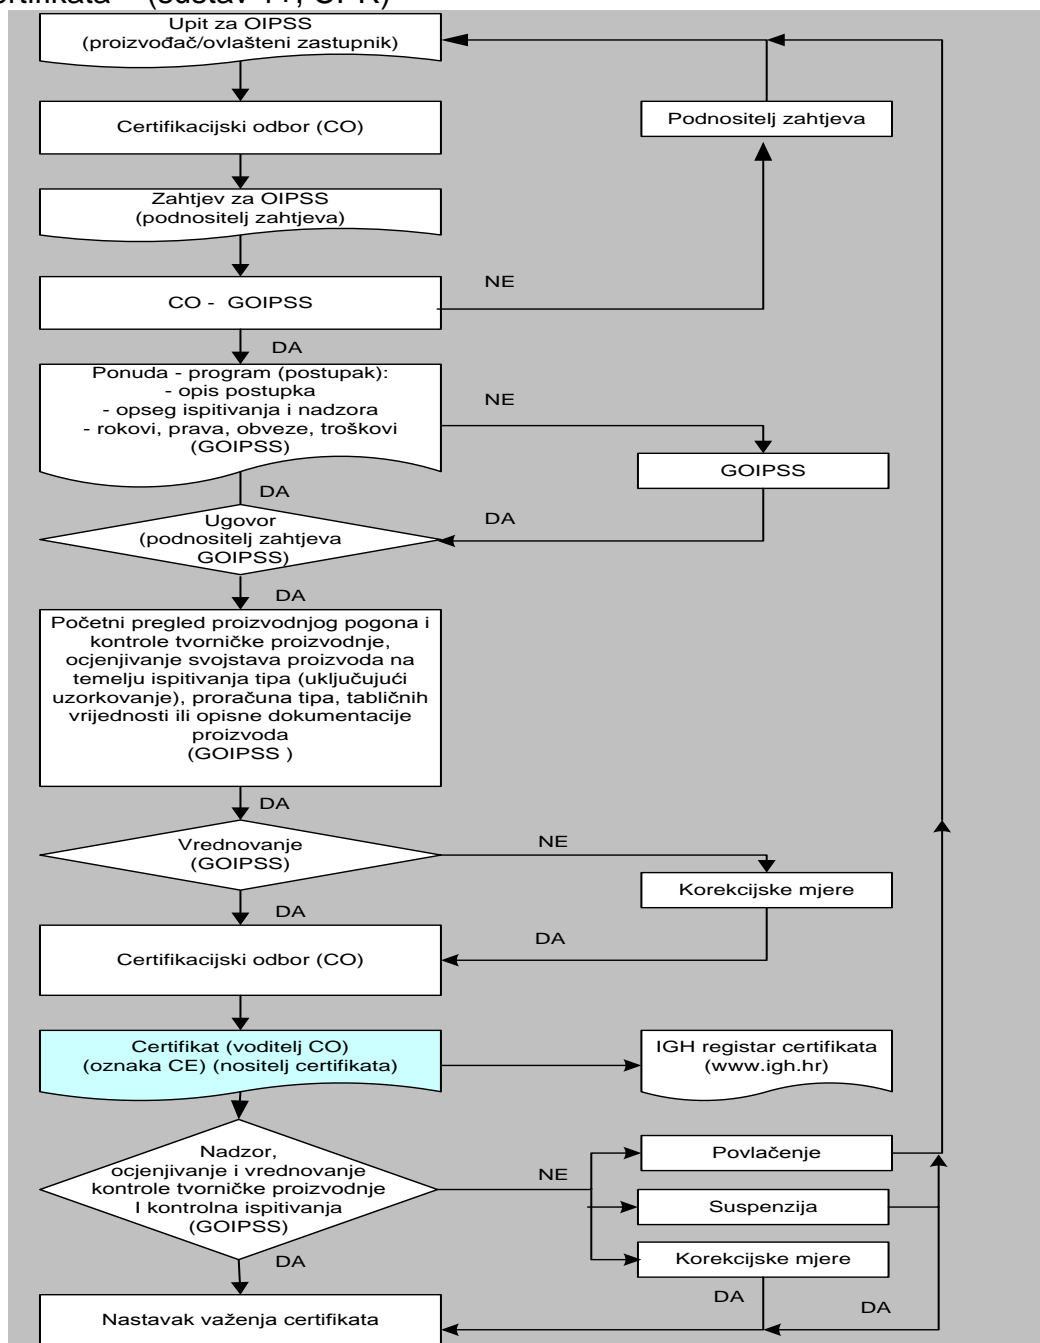 Upit za OIPSS
(proizvođač/ovlašteni zastupnik)
Certifikacijski odbor (CO)
Podnositelj zahtjeva
Zahtjev za OIPSS
(podnositelj zahtjeva)
NE
CO - GOIPSS
DA
Ponuda - program (postupak):
- opis postupka
- opseg ispitivanja i nadzora
- rokovi, prava, obveze, troškovi
(GOIPSS)
NE
GOIPSS
DA
Ugovor
(podnositelj zahtjeva
GOIPSS)
DA
DA
Početni pregled proizvodnjog pogona i
kontrole tvorničke proizvodnje,
ocjenjivanje svojstava proizvoda na
temelju ispitivanja tipa (uključujući
uzorkovanje), proračuna tipa, tabličnih
vrijednosti ili opisne dokumentacije
proizvoda
(GOIPSS )
DA
Vrednovanje
(GOIPSS)
NE
Korekcijske mjere
DA
DA
Certifikacijski odbor (CO)
Certifikat (voditelj CO)
(oznaka CE) (nositelj certifikata)
IGH registar certifikata
(www.igh.hr)
Nadzor,
ocjenjivanje i vrednovanje
kontrole tvorničke proizvodnje
I kontrolna ispitivanja
(GOIPSS)
NE
Povlačenje
Suspenzija
Korekcijske mjere
DA
DA
DA
Nastavak važenja certifikata